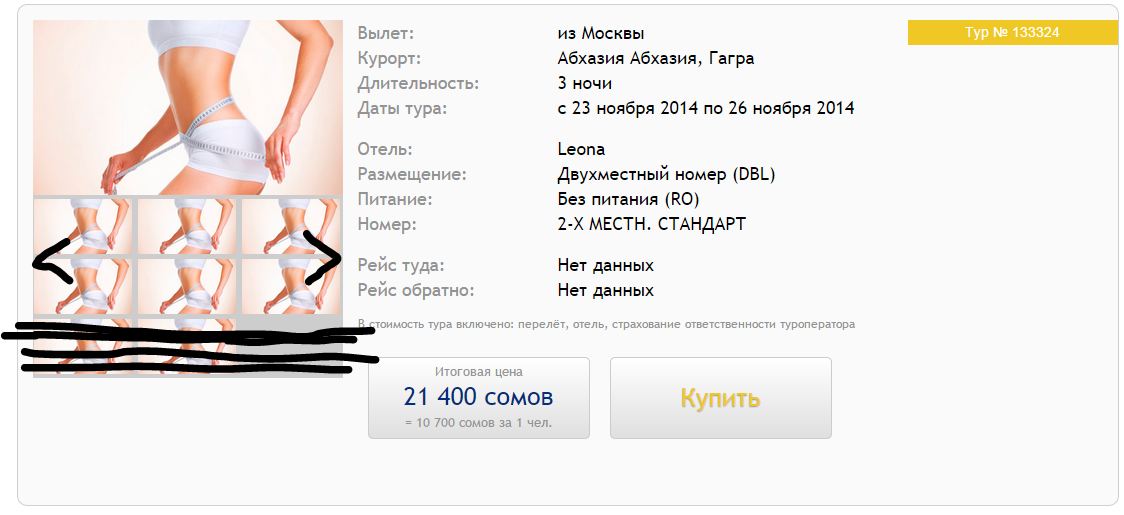 Вылет: из Москвы
Тур № 133324
Курорт: Абхазия Абхазия, Гагра
Длительность: 3 ночи
Даты тура: с 23 ноября 2014 по 26 ноября 2014
Отель: Leona
Размещение: Двухместный номер (DBL)
Питание: Без питания (RO)
Номер: 2-Х МЕСТН. СТАНДАРТ
Рейс туда: Нет данных
Рейс обратно: Нет данных
В стоимость тура включено: перелёт, отель, страхование ответственности туроператора
Итоговая цена
21 400 сомов
= 10 700 сомов за 1 чел.
Купить